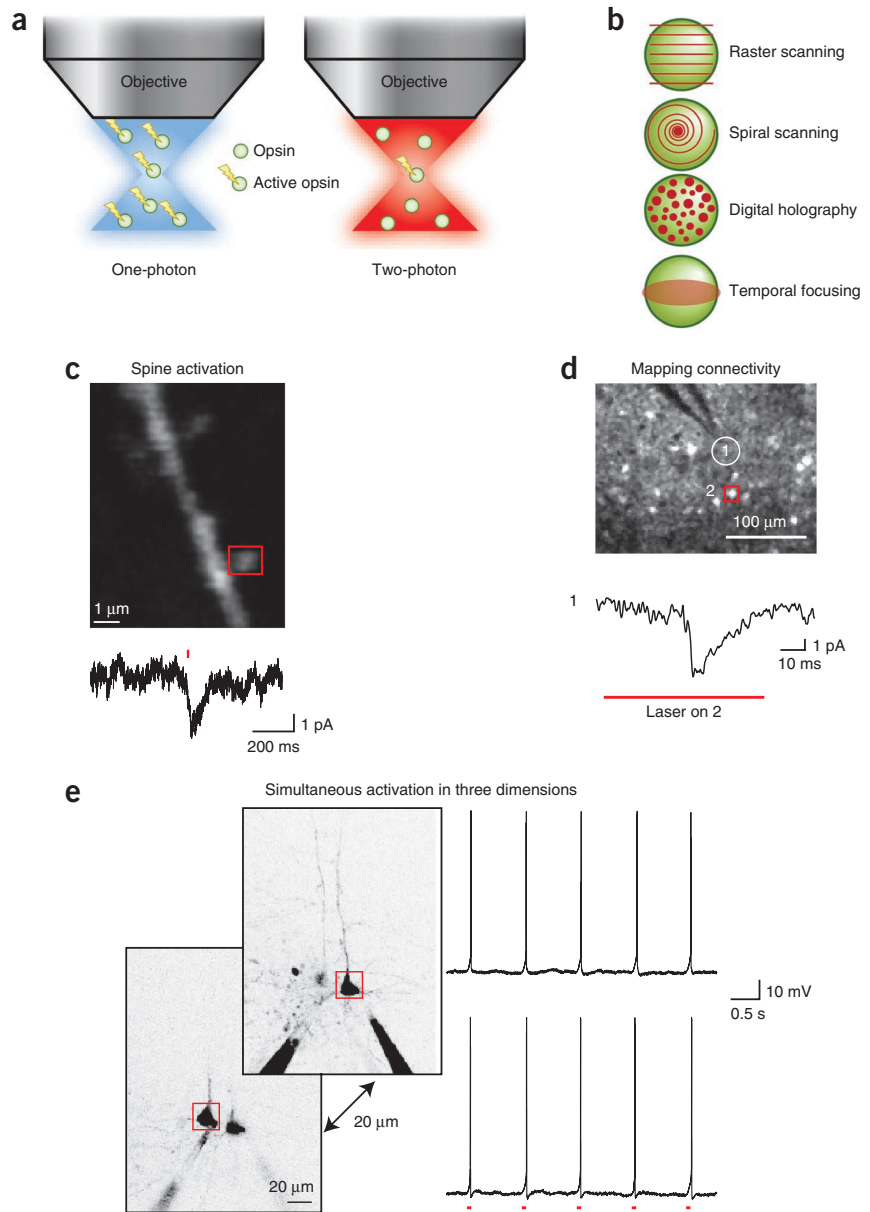 a
Objective
Objective
Opsin
Active opsin
One-photon
Two-photon
b
Raster scanning
Spiral scanning
Digital holography
Temporal focusing
c
Spine activation
1 μm
1 pA
200 ms
d
Mapping connectivity
1
2
100 μm
1
1 pA
10 ms
Laser on 2
e
Simultaneous activation in three dimensions
20 μm
20 μm
10 mV
0.5 s